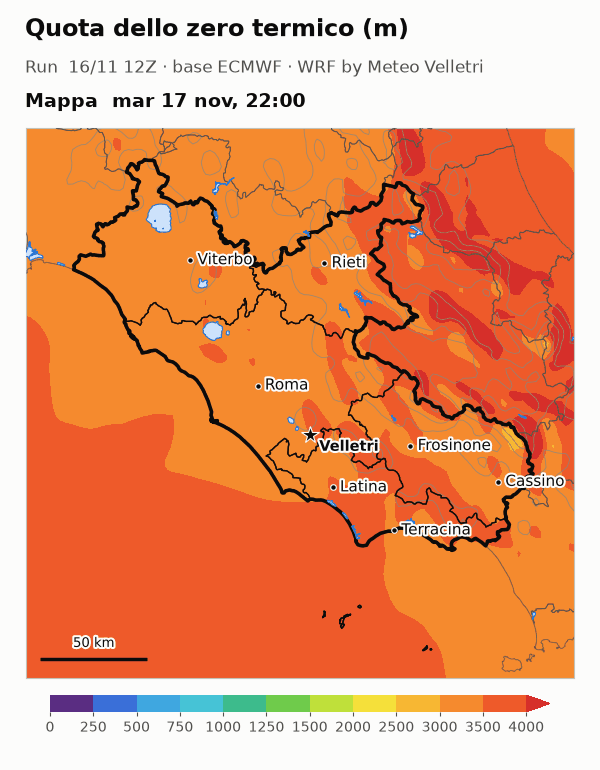 Quota dello zero termico (m)
Run  16/11 12Z · base ECMWF · WRF by Meteo Velletri
Mappa  mar 17 nov, 22:00
Viterbo
Rieti
Roma
Velletri
Frosinone
Cassino
Latina
Terracina
50 km
0 250 500 750 1000 1250 1500 2000 2500 3000 3500 4000